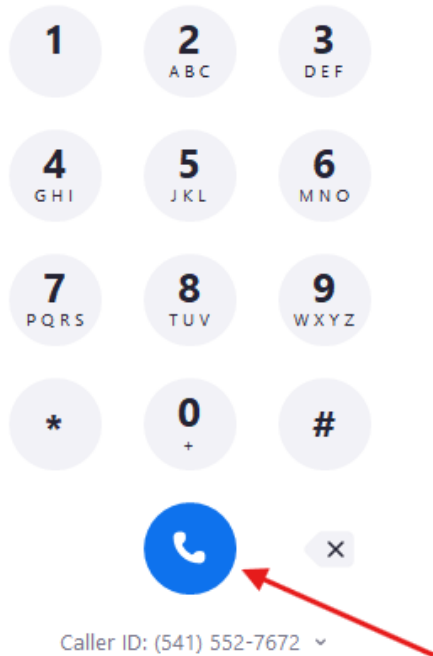 1 2 3
ABC DEF
4 5 6
GHI JKL MNO
7 8 9
PQRS TUV WXYZ
* 0 #
+
Caller ID: (541) 552-7672